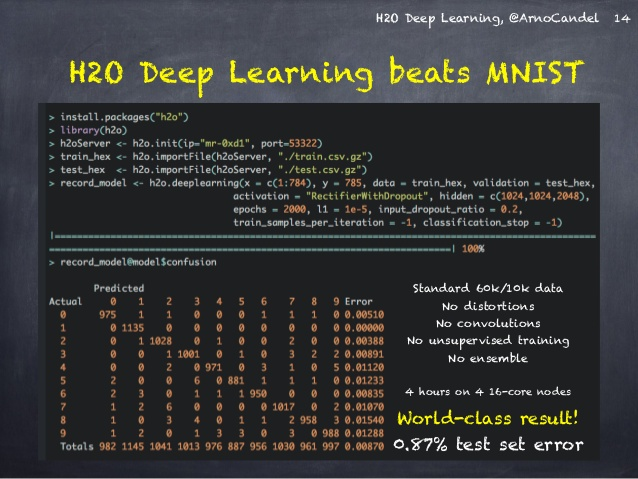 H2O Deep Learning, @ArnoCandel 14
H2O Deep Learning beats MNIST
> install.packages("h2o")
> library(h2o)
> h2oServer <- h2o.init(ip="mr-0xd1", port=53322)
> train_hex <- h2o.importFile(h2oServer, "./train.csv.gz")
> test_hex <- h2o.importFile(h2oServer, "./test.csv.gz")
> record_model <- h2o.deeplearning(x = c(1:784), y = 785, data = train_hex, validation = test_hex,
activation = "RectifierWithDropout", hidden = c(1024,1024,2048),
epochs = 2000, l1 = 1e-5, input_dropout_ratio = 0.2,
train_samples_per_iteration = -1, classification_stop = -1)
| 100%
> record_model@model$confusion
Predicted
Actual 0 1 2 3 4 5 6 7 8 9 Error
0 975 1 1 0 0 0 1 1 1 0 0.00510
1 0 1135 0 0 0 0 0 0 0 0 0.00000
2 0 1 1028 0 1 0 0 2 0 0 0.00388
3 0 0 1 1001 0 1 0 3 2 2 0.00891
4 0 0 2 0 971 0 3 1 0 5 0.01120
5 2 0 0 6 0 881 1 1 1 0 0.01233
6 2 3 0 1 1 1 950 0 0 0 0.00835
7 1 2 6 0 0 0 0 1017 0 2 0.01070
8 1 0 3 4 0 1 1 2 958 3 0.01540
9 1 2 0 1 3 3 0 3 0 988 0.01288
Totals 982 1145 1041 1013 976 887 956 1030 961 997 0.00870
Standard 60k/10k data
No distortions
No convolutions
No unsupervised training
No ensemble
4 hours on 4 16-core nodes
World-class result!
0.87% test set error